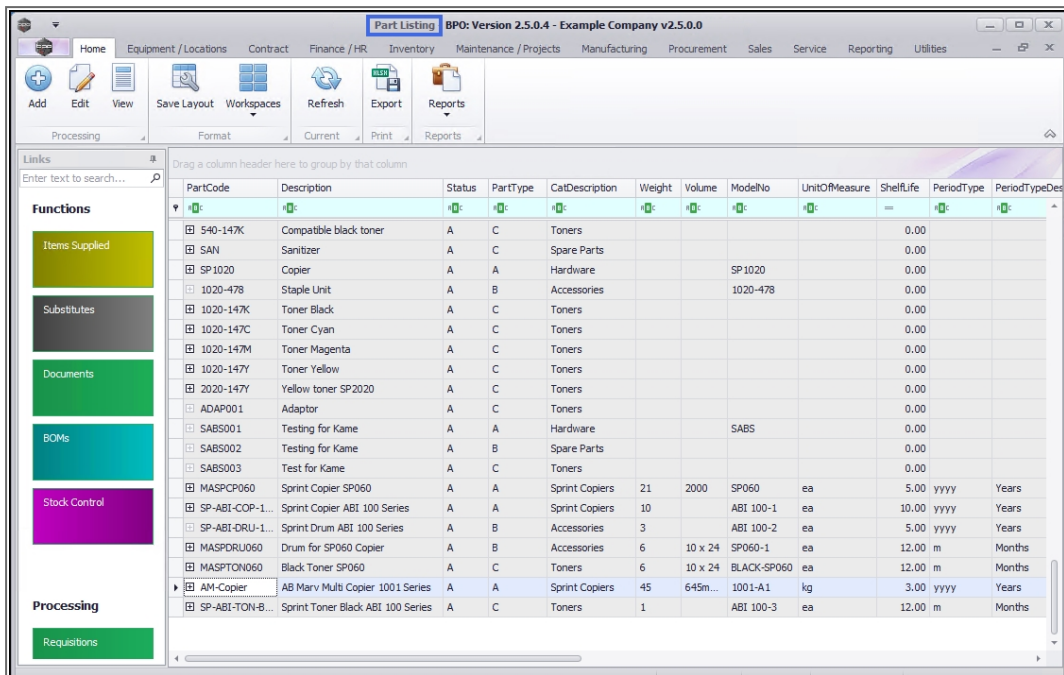 Part Listing BPO: Version 2.5.0.4 - Example Company v2.5.0.0
Home Equipment / Locations Contract Finance / HR Inventory Maintenance / Projects Manufacturing Procurement Sales Service Reporting Utilities
Add Edit View Save Layout Workspaces Refresh Export Reports
Processing Format Current Print Reports
Links
Enter text to search...
Functions
Items Supplied
Substitutes
Documents
BOMs
Stock Control
Processing
Requisitions
Drag a column header here to group by that column
PartCode Description Status PartType CatDescription Weight Volume ModelNo UnitOfMeasure ShelfLife PeriodType PeriodTypeDes
540-147K Compatible black toner A C Toners 0.00
SAN Sanitizer A C Spare Parts 0.00
SP1020 Copier A A Hardware SP1020 0.00
1020-478 Staple Unit A B Accessories 1020-478 0.00
1020-147K Toner Black A C Toners 0.00
1020-147C Toner Cyan A C Toners 0.00
1020-147M Toner Magenta A C Toners 0.00
1020-147Y Toner Yellow A C Toners 0.00
2020-147Y Yellow toner SP2020 A C Toners 0.00
ADAP001 Adaptor A C Toners 0.00
SABS001 Testing for Kame A A Hardware SABS 0.00
SABS002 Testing for Kame A B Spare Parts 0.00
SABS003 Test for Kame A C Toners 0.00
MASPCP060 Sprint Copier SP060 A A Sprint Copiers 21 2000 SP060 ea 5.00 yyyy Years
SP-ABI-COP-1... Sprint Copier ABI 100 Series A A Sprint Copiers 10 ABI 100-1 ea 10.00 yyyy Years
SP-ABI-DRU-1... Sprint Drum ABI 100 Series A B Accessories 3 ABI 100-2 ea 5.00 yyyy Years
MASPDRU060 Drum for SP060 Copier A B Accessories 6 10 x 24 SP060-1 ea 12.00 m Months
MASPTON060 Black Toner SP060 A C Toners 6 10 x 24 BLACK-SP060 ea 12.00 m Months
AM-Copier AB Marv Multi Copier 1001 Series A A Sprint Copiers 45 645m... 1001-A1 kg 3.00 yyyy Years
SP-ABI-TON-B... Sprint Toner Black ABI 100 Series A C Toners 1 ABI 100-3 ea 12.00 m Months